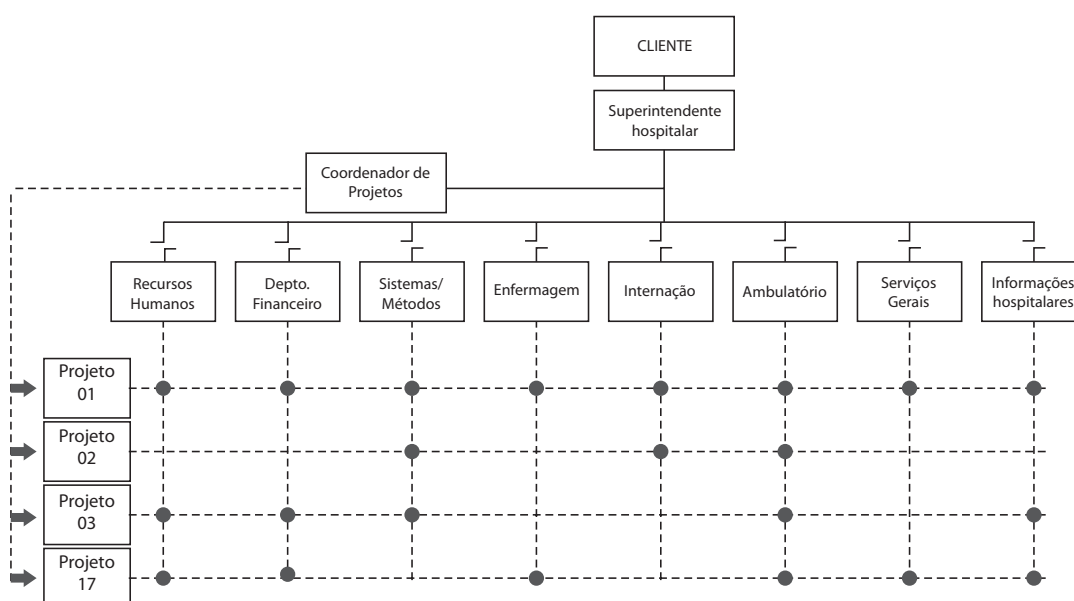 CLIENTE
Superintendente
hospitalar
Coordenador de
Projetos
Recursos
Humanos
Depto.
Financeiro
Sistemas/
Métodos
Enfermagem
Internação
Ambulatório
Serviços
Gerais
Informações
hospitalares
Projeto
01
Projeto
02
Projeto
03
Projeto
17